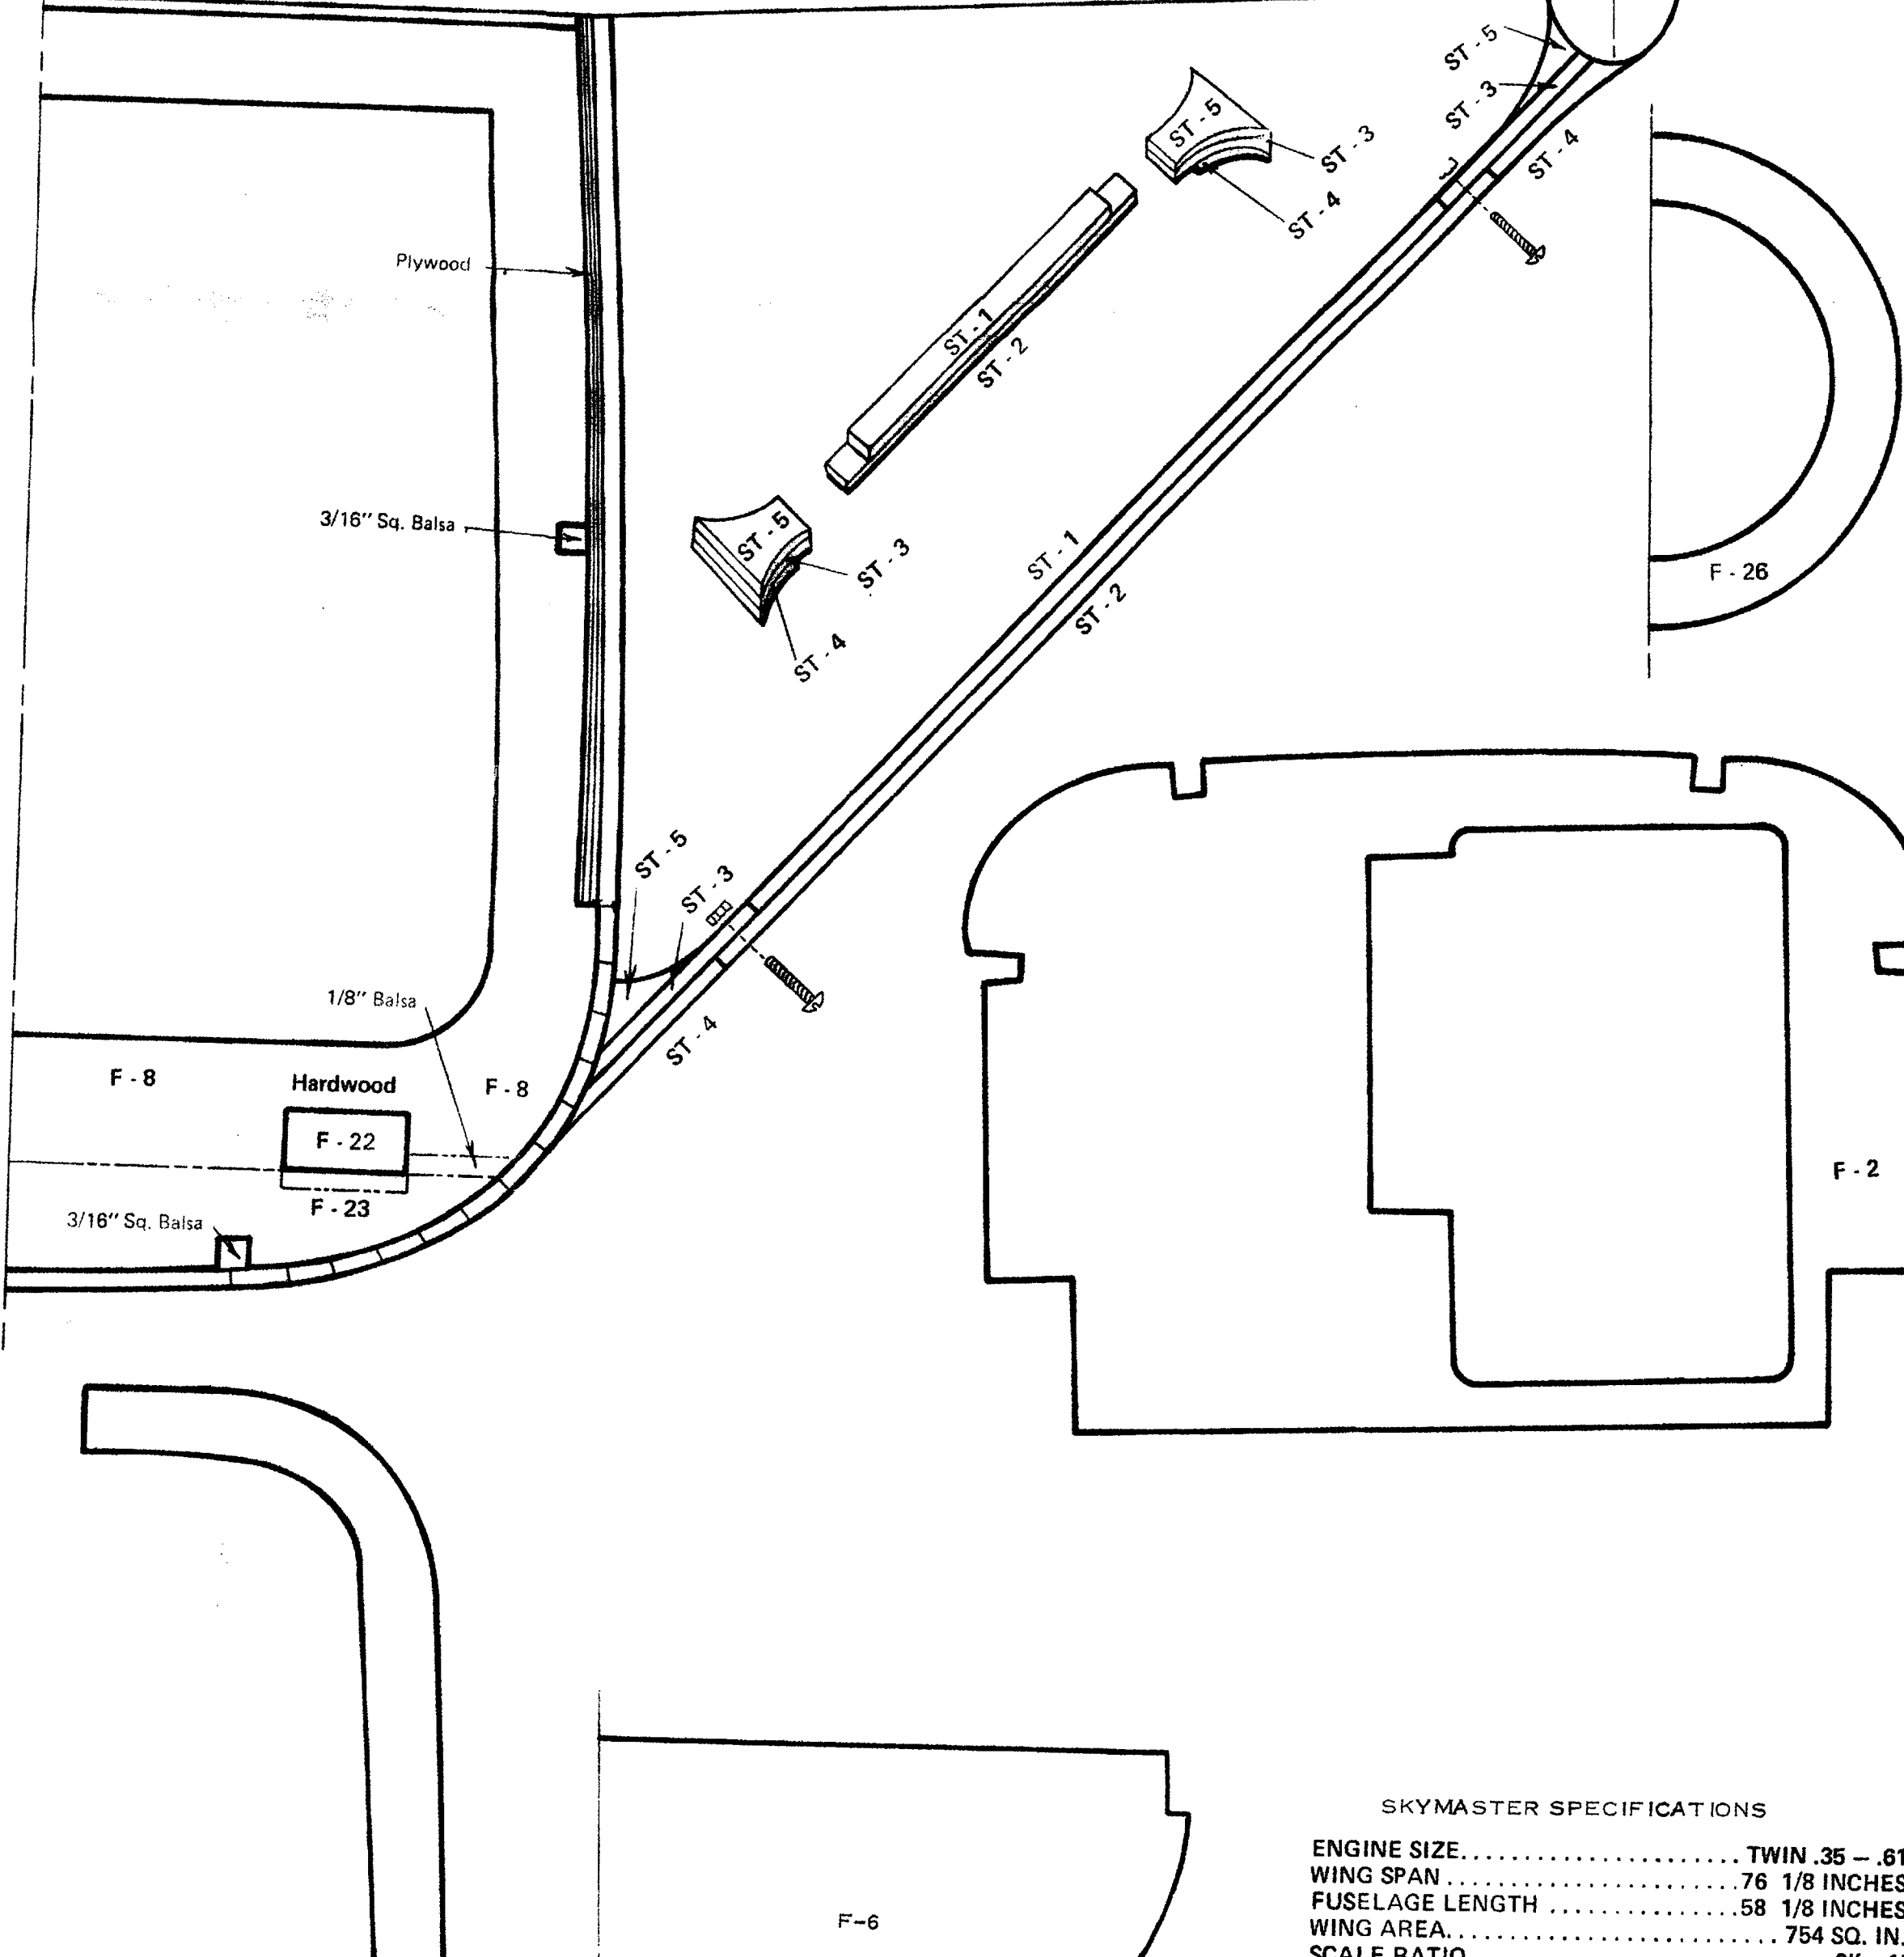 ST - 5
ST - 3
ST - 4
ST - 5
ST - 3
ST - 4
Plywood
F - 26
ST - 1
ST - 2
3/16" Sq. Balsa
ST - 5
ST - 3
ST - 4
ST - 1
ST - 2
ST - 5
ST - 3
ST - 4
1/8" Balsa
F - 8
Hardwood
F - 8
F - 22
F - 23
3/16" Sq. Balsa
F - 2
F-6
SKYMASTER SPECIFICATIONS
ENGINE SIZE....................... TWIN .35 – .61
WING SPAN ........................76 1/8 INCHES
FUSELAGE LENGTH ................58 1/8 INCHES
WING AREA........................... 754 SQ. IN.
SCALE RATIO